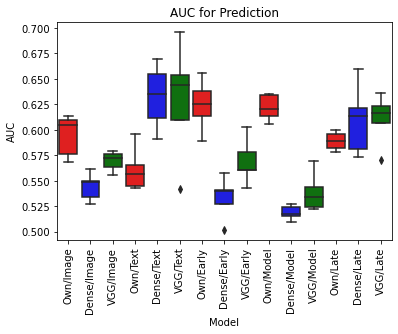 AUC for Prediction
AUC
0.700
0.675
0.650
0.625
0.600
0.575
0.550
0.525
0.500
Own/Image
Dense/Image
VGG/Image
Own/Text
Dense/Text
VGG/Text
Own/Early
Dense/Early
VGG/Early
Own/Model
Dense/Model
VGG/Model
Own/Late
Dense/Late
VGG/Late
Model